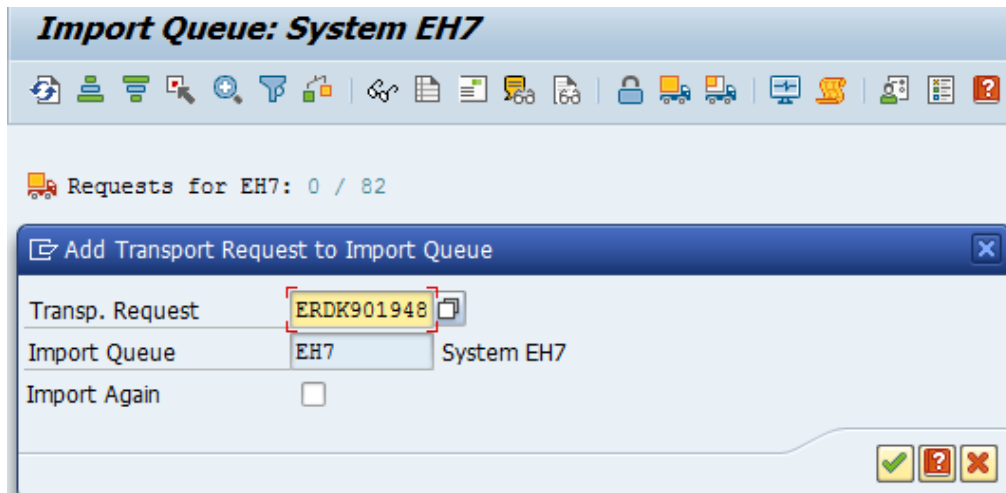 Import Queue: System EH7
Requests for EH7: 0 / 82
Add Transport Request to Import Queue
Transp. Request ERDK901948
Import Queue EH7 System EH7
Import Again